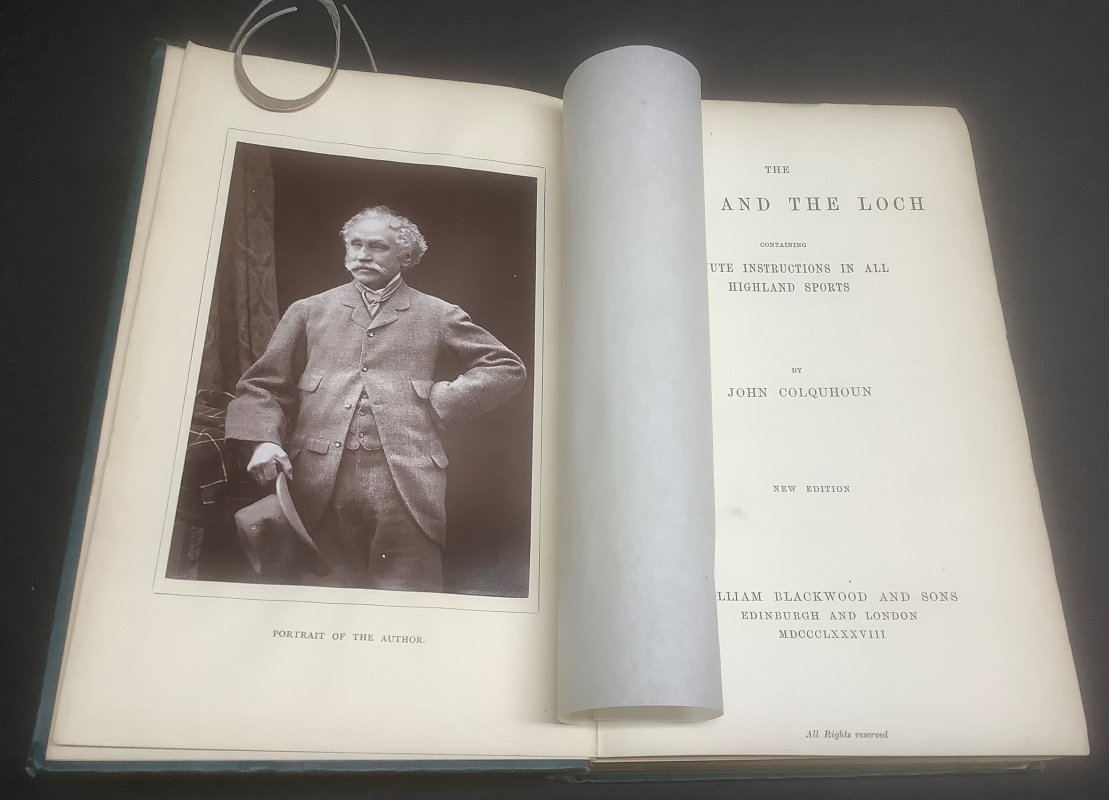 PORTRAIT OF THE AUTHOR.
THE
AND THE LOCH
CONTAINING
UTE INSTRUCTIONS IN ALL
HIGHLAND SPORTS
BY
JOHN COLQUHOUN
NEW EDITION
LLIAM BLACKWOOD AND SONS
EDINBURGH AND LONDON
MDCCCLXXXVIII
All Rights reserved